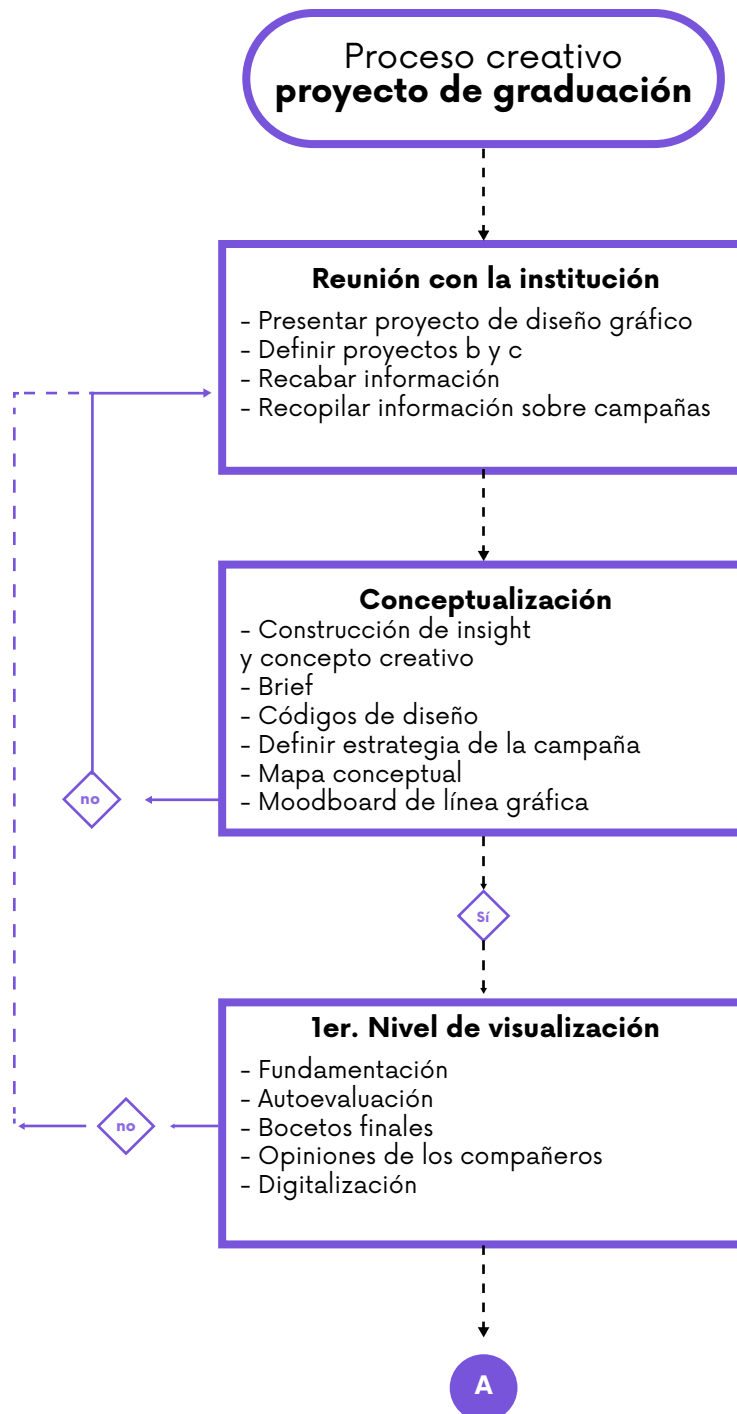 Proceso creativo
proyecto de graduación
Reunión con la institución
- Presentar proyecto de diseño gráfico
- Definir proyectos b y c
- Recabar información
- Recopilar información sobre campañas
Conceptualización
- Construcción de insight
y concepto creativo
- Brief
- Códigos de diseño
- Definir estrategia de la campaña
- Mapa conceptual
- Moodboard de línea gráfica
no
Sí
1er. Nivel de visualización
- Fundamentación
- Autoevaluación
- Bocetos finales
- Opiniones de los compañeros
- Digitalización
no
A